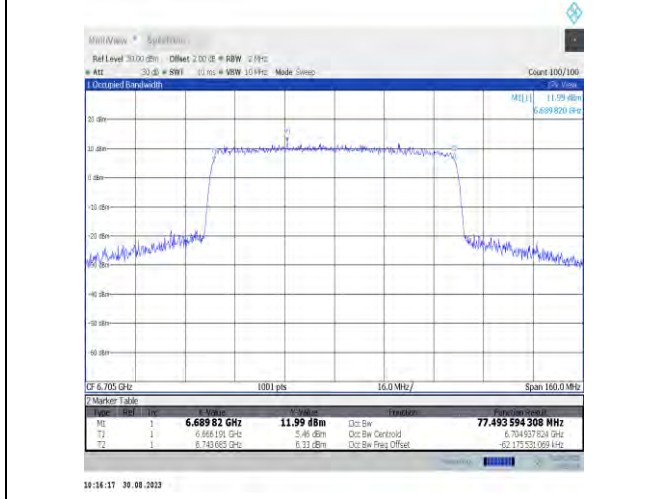 MultiView
Ref Level 30.00 dBm Offset 2.00 dB RBW 2 MHz
Att 30 dB SWT 10 ms VBW 10 MHz Mode Sweep Count 100/100
1 Occupied Bandwidth
M1[1] 11.99 dBm
6.689 820 GHz
20 dBm
10 dBm
0 dBm
-10 dBm
-20 dBm
-30 dBm
-40 dBm
-50 dBm
-60 dBm
CF 6.705 GHz 1001 pts 16.0 MHz/ Span 160.0 MHz
2 Marker Table
Type Ref Trc X-Value Y-Value Function Function Result
M1 1 6.689 82 GHz 11.99 dBm Occ Bw 77.493 594 308 MHz
T1 1 6.666 191 GHz 5.46 dBm Occ Bw Centroid 6.704 937 824 GHz
T2 1 6.743 685 GHz 6.33 dBm Occ Bw Freq Offset -62.175 531 069 kHz
10:16:17 30.08.2023